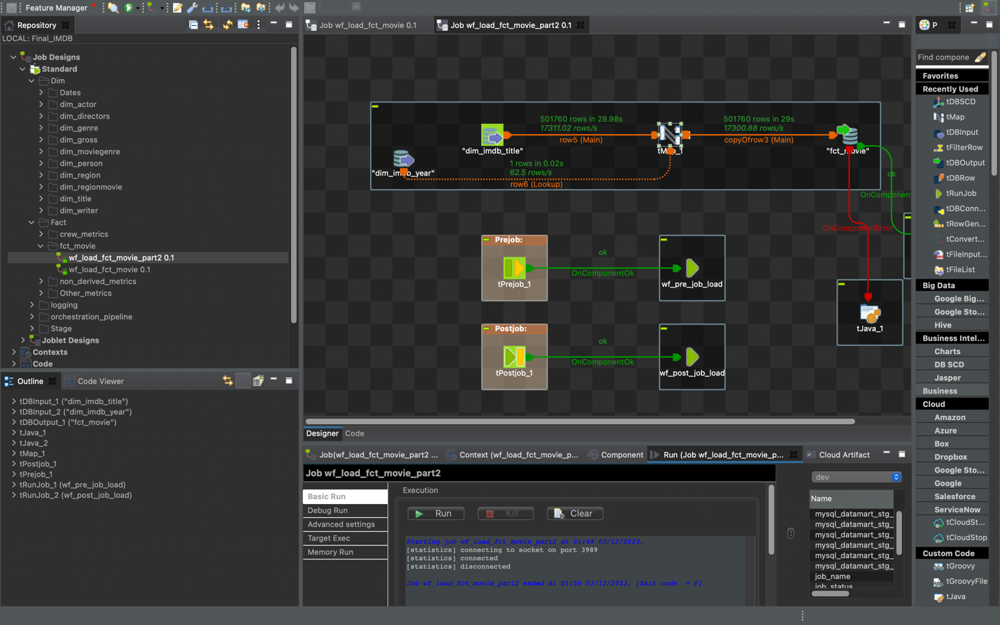 Feature Manager
Repository
LOCAL: Final_IMDB
Job Designs
Standard
Dim
Dates
dim_actor
dim_directors
dim_genre
dim_gross
dim_moviegenre
dim_person
dim_region
dim_regionmovie
dim_title
dim_writer
Fact
crew_metrics
fct_movie
wf_load_fct_movie_part2 0.1
wf_load_fct_movie 0.1
non_derived_metrics
Other_metrics
logging
orchestration_pipeline
Stage
Joblet Designs
Contexts
Code
Outline
Code Viewer
tDBInput_1 ("dim_imdb_title")
tDBInput_2 ("dim_imdb_year")
tDBOutput_1 ("fct_movie")
tJava_1
tJava_2
tMap_1
tPostjob_1
tPrejob_1
tRunJob_1 (wf_pre_job_load)
tRunJob_2 (wf_post_job_load)
Job wf_load_fct_movie 0.1
Job wf_load_fct_movie_part2 0.1
501760 rows in 28.98s
17311.02 rows/s
row5 (Main)
501760 rows in 29s
17300.88 rows/s
copyOfrow3 (Main)
"dim_imdb_title"
"fct_movie"
1 rows in 0.02s
62.5 rows/s
row6 (Lookup)
ok
OnComponent
OnComponentError
Prejob:
tPrejob_1
ok
OnComponentOk
wf_pre_job_load
Postjob:
tPostjob_1
ok
OnComponentOk
wf_post_job_load
tJava_1
Designer
Code
Job(wf_load_fct_movie_part2 ...
Context (wf_load_fct_movie_p...
Component
Run (Job wf_load_fct_movie_p...
Cloud Artifact
Job wf_load_fct_movie_part2
Basic Run
Debug Run
Advanced settings
Target Exec
Memory Run
Execution
Run
Kill
Clear
Starting job wf_load_fct_movie_part2 at 01:49 03/12/2023.
[statistics] connecting to socket on port 3989
[statistics] connected
[statistics] disconnected
Job wf_load_fct_movie_part2 ended at 01:50 03/12/2023. [Exit code  = 0]
dev
Name
mysql_datamart_stg_
mysql_datamart_stg_
mysql_datamart_stg_
mysql_datamart_stg_
mysql_datamart_stg_
mysql_datamart_stg_
job_name
job_status
P
Find compone
Favorites
Recently Used
tDBSCD
tMap
tDBInput
tFilterRow
tDBOutput
tDBRow
tRunJob
tDBConn...
tRowGen...
tConvert...
tFileInput...
tFileList
Big Data
Google Big...
Google Sto...
Hive
Business Intel...
Charts
DB SCD
Jasper
Business
Cloud
Amazon
Azure
Box
Dropbox
Google Sto...
Google
Salesforce
ServiceNow
tCloudSt...
tCloudStop
Custom Code
tGroovy
tGroovyFile
tJava